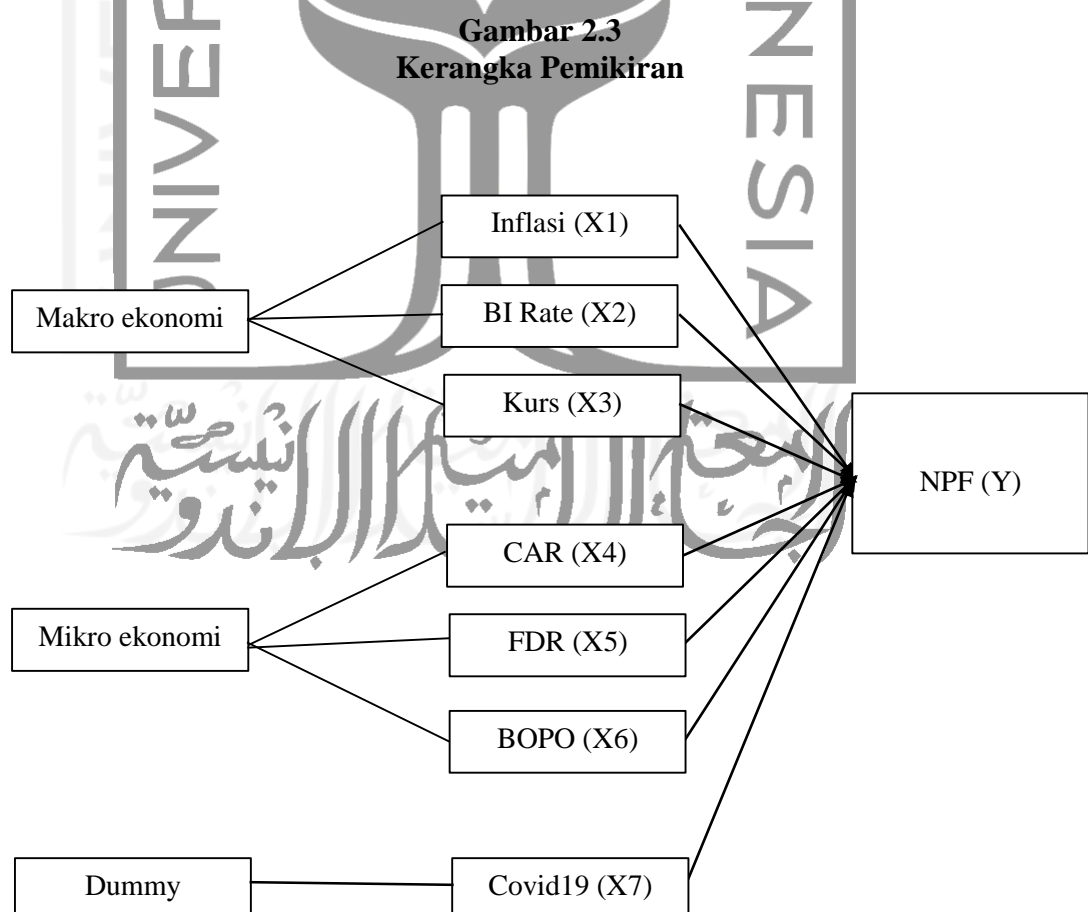 Gambar 2.3
Kerangka Pemikiran
Inflasi (X1)
BI Rate (X2)
Makro ekonomi
Kurs (X3)
NPF (Y)
CAR (X4)
Mikro ekonomi
FDR (X5)
BOPO (X6)
Dummy
Covid19 (X7)
NESIA